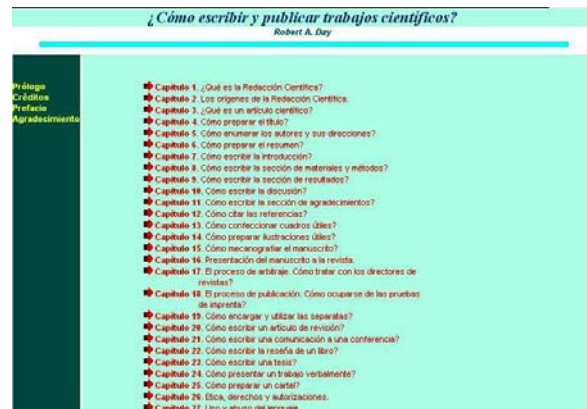 ¿Cómo escribir y publicar trabajos científicos?
Robert A. Day
Prólogo
Créditos
Prefacio
Agradecimiento
Capítulo 1. ¿Qué es la Redacción Científica?
Capítulo 2. Los orígenes de la Redacción Científica.
Capítulo 3. ¿Qué es un artículo científico?
Capítulo 4. Cómo preparar el título?
Capítulo 5. Cómo enumerar los autores y sus direcciones?
Capítulo 6. Cómo preparar el resumen?
Capítulo 7. Cómo escribir la introducción?
Capítulo 8. Cómo escribir la sección de materiales y métodos?
Capítulo 9. Cómo escribir la sección de resultados?
Capítulo 10. Cómo escribir la discusión?
Capítulo 11. Cómo escribir la sección de agradecimientos?
Capítulo 12. Cómo citar las referencias?
Capítulo 13. Cómo confeccionar cuadros útiles?
Capítulo 14. Cómo preparar ilustraciones útiles?
Capítulo 15. Cómo mecanografiar el manuscrito?
Capítulo 16. Presentación del manuscrito a la revista.
Capítulo 17. El proceso de arbitraje. Cómo tratar con los directores de
revistas?
Capítulo 18. El proceso de publicación. Cómo ocuparse de las pruebas
de imprenta?
Capítulo 19. Cómo encargar y utilizar las separatas?
Capítulo 20. Cómo escribir un artículo de revisión?
Capítulo 21. Cómo escribir una comunicación a una conferencia?
Capítulo 22. Cómo escribir la reseña de un libro?
Capítulo 23. Cómo escribir una tesis?
Capítulo 24. Cómo presentar un trabajo verbalmente?
Capítulo 25. Cómo preparar un cartel?
Capítulo 26. Etica, derechos y autorizaciones.
Capítulo 27. Uso y abuso del lenguaje